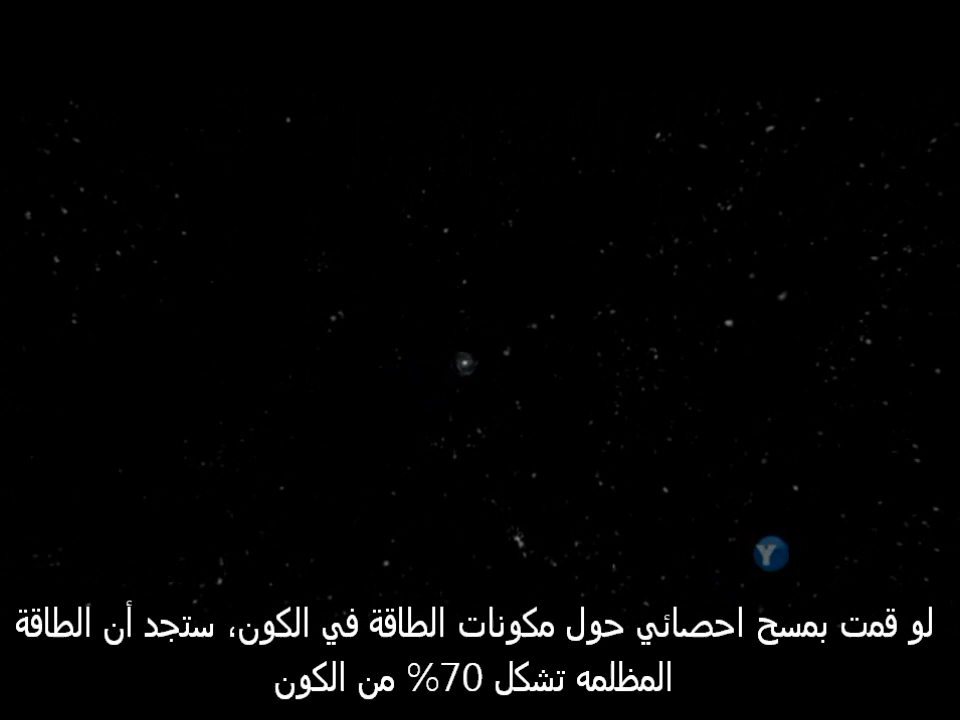 Y
لو قمت بمسح احصائي حول مكونات الطاقة في الكون، ستجد أن الطاقة
المظلمه تشكل 70% من الكون